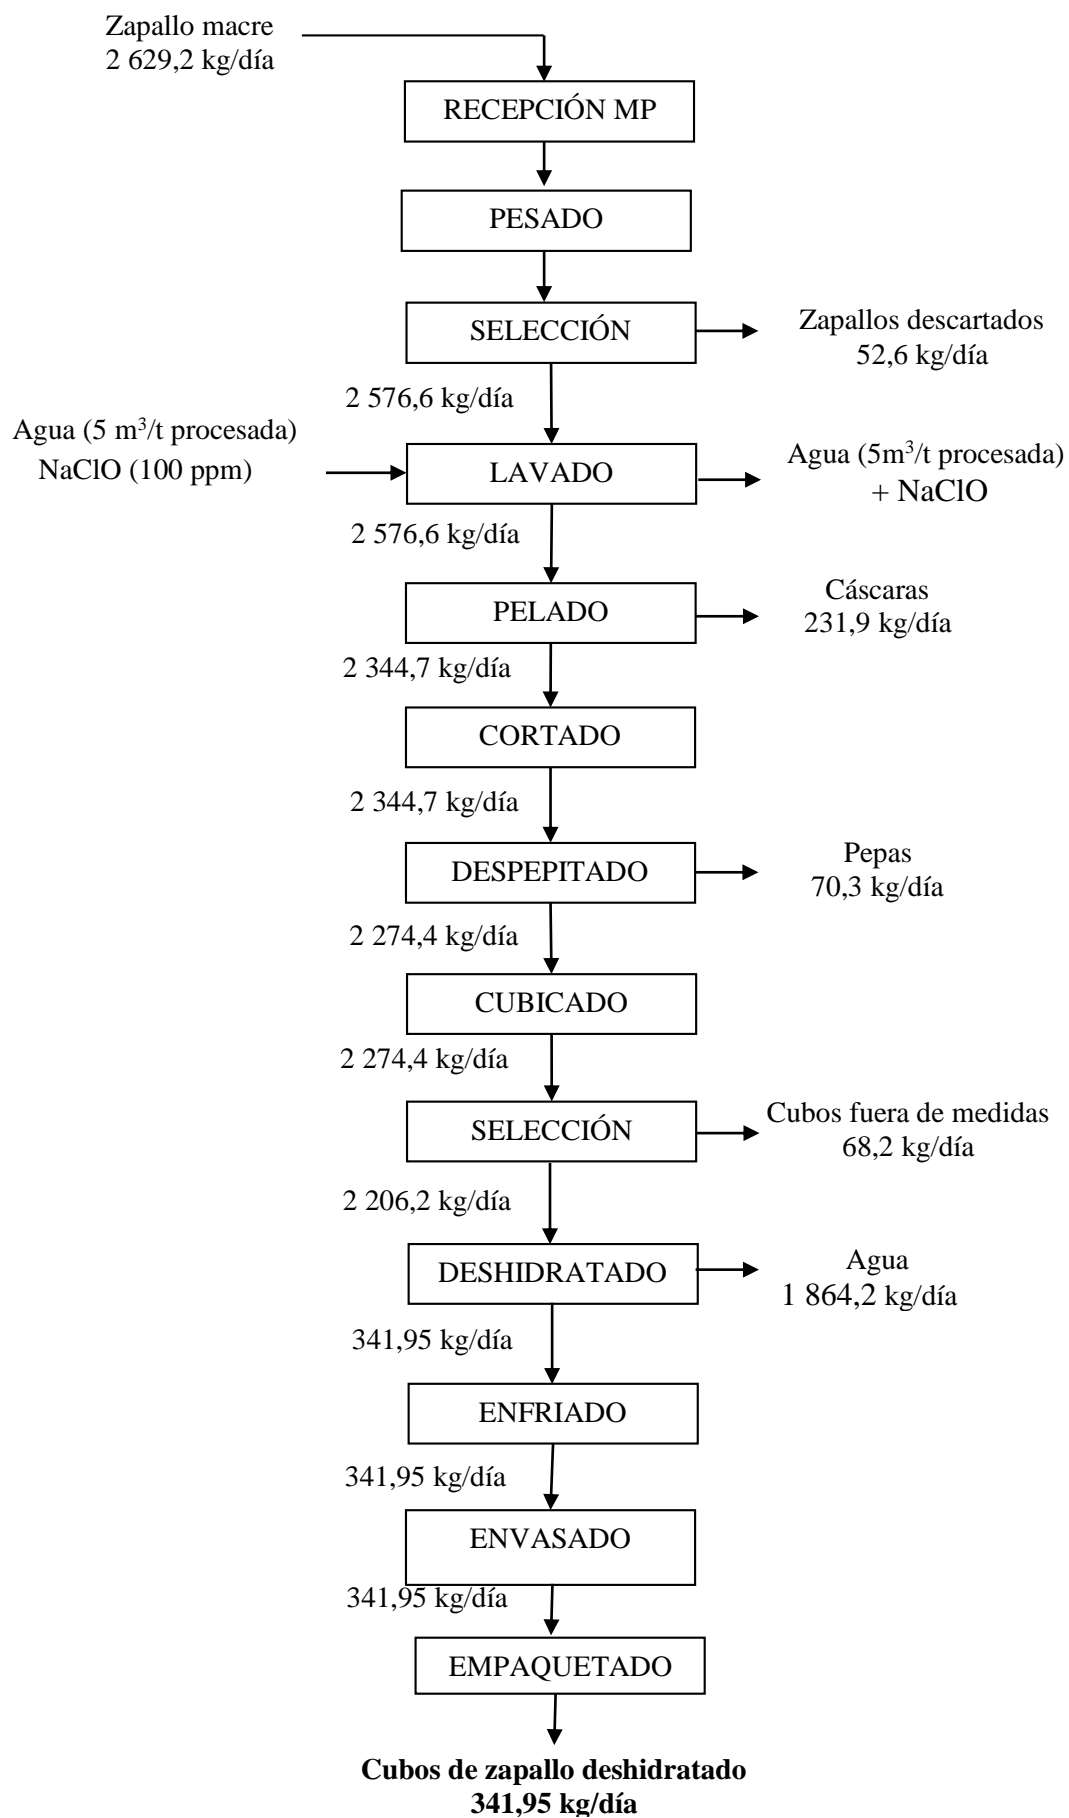 Zapallo macre
2 629,2 kg/día
RECEPCIÓN MP
PESADO
SELECCIÓN
Zapallos descartados
52,6 kg/día
2 576,6 kg/día
Agua (5 m³/t procesada)
NaClO (100 ppm)
LAVADO
Agua (5m³/t procesada)
+ NaClO
2 576,6 kg/día
PELADO
Cáscaras
231,9 kg/día
2 344,7 kg/día
CORTADO
2 344,7 kg/día
DESPEPITADO
Pepas
70,3 kg/día
2 274,4 kg/día
CUBICADO
2 274,4 kg/día
SELECCIÓN
Cubos fuera de medidas
68,2 kg/día
2 206,2 kg/día
DESHIDRATADO
Agua
1 864,2 kg/día
341,95 kg/día
ENFRIADO
341,95 kg/día
ENVASADO
341,95 kg/día
EMPAQUETADO
Cubos de zapallo deshidratado
341,95 kg/día